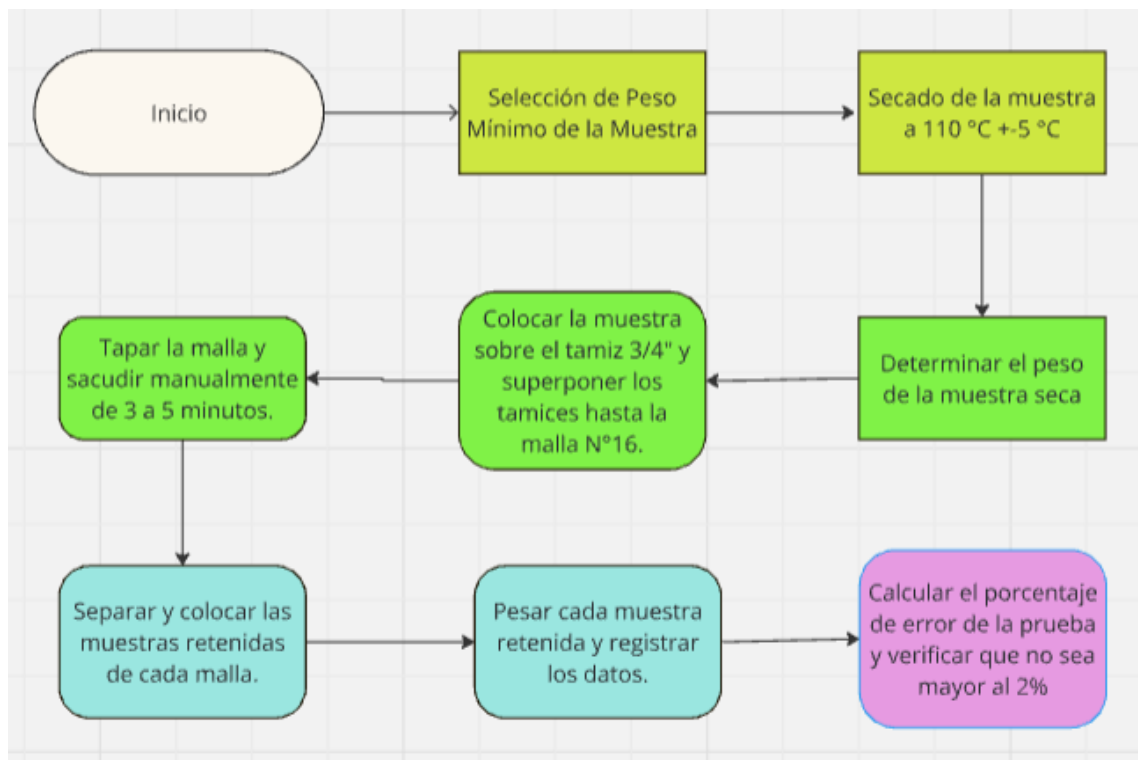 Inicio
Selección de Peso
Mínimo de la Muestra
Secado de la muestra
a 110 °C +-5 °C
Determinar el peso
de la muestra seca
Colocar la muestra
sobre el tamiz 3/4" y
superponer los
tamices hasta la
malla N°16.
Tapar la malla y
sacudir manualmente
de 3 a 5 minutos.
Separar y colocar las
muestras retenidas
de cada malla.
Pesar cada muestra
retenida y registrar
los datos.
Calcular el porcentaje
de error de la prueba
y verificar que no sea
mayor al 2%